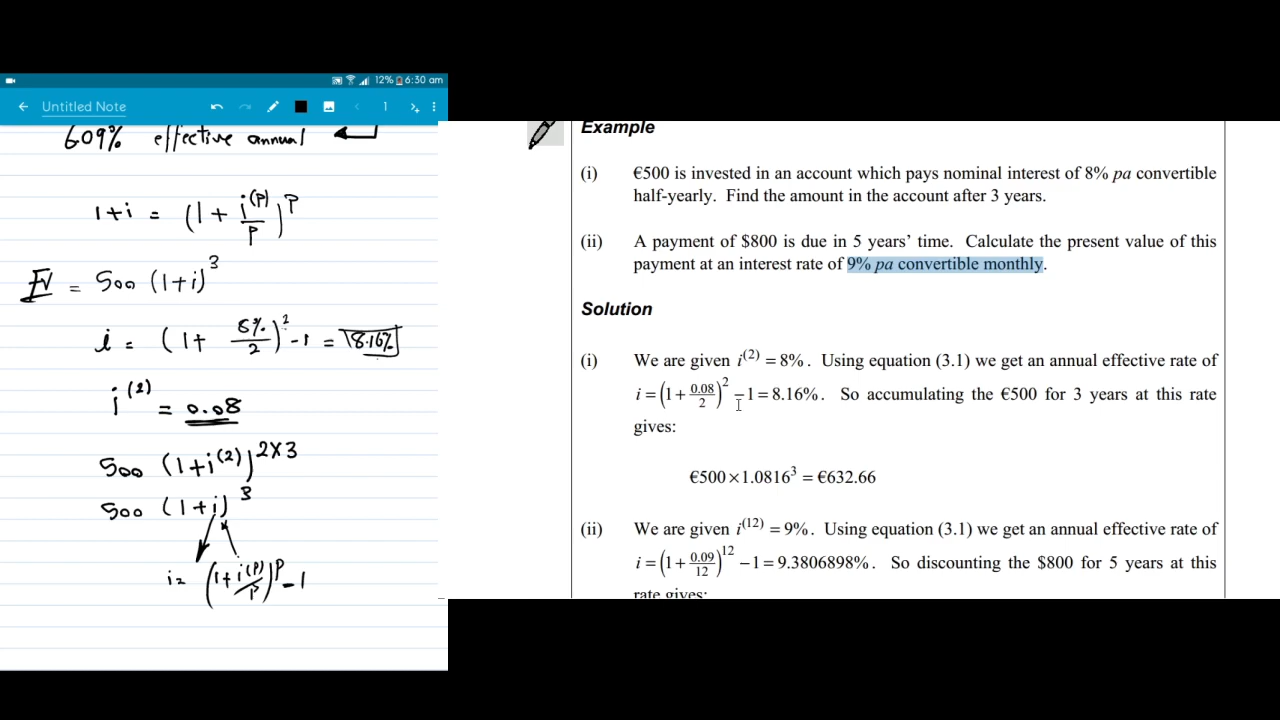 12% 6:30 am
Untitled Note 1
6.09% effective annual
1+i = (1 + i^(p)/p)^p
FV = 500 (1+i)^3
i = (1 + 8%/2)^2 - 1 = 8.16%
i^(2) = 0.08
500 (1+i^(2))^2×3
500 (1+i)^3
i= (1+i^(p)/p)^p - 1
Example
(i) €500 is invested in an account which pays nominal interest of 8% pa convertible
half-yearly. Find the amount in the account after 3 years.
(ii) A payment of $800 is due in 5 years’ time. Calculate the present value of this
payment at an interest rate of 9% pa convertible monthly.
Solution
(i) We are given i^(2) = 8%. Using equation (3.1) we get an annual effective rate of
i = (1 + 0.08/2)^2 − 1 = 8.16%. So accumulating the €500 for 3 years at this rate
gives:
€500 × 1.0816^3 = €632.66
(ii) We are given i^(12) = 9%. Using equation (3.1) we get an annual effective rate of
i = (1 + 0.09/12)^12 − 1 = 9.3806898%. So discounting the $800 for 5 years at this
rate gives: